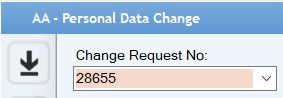 AA - Personal Data Change
Change Request No:
28655